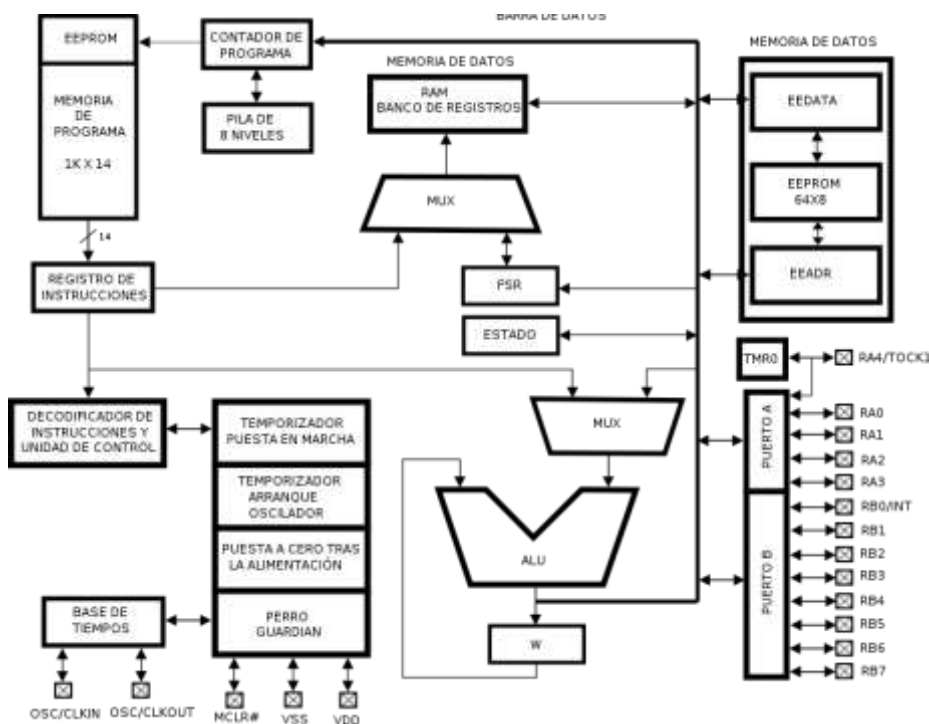 BARRA DE DATOS
EEPROM
MEMORIA
DE
PROGRAMA
1K X 14
14
CONTADOR DE
PROGRAMA
PILA DE
8 NIVELES
MEMORIA DE DATOS
RAM
BANCO DE REGISTROS
MUX
MEMORIA DE DATOS
EEDATA
EEPROM
64X8
EEADR
REGISTRO DE
INSTRUCCIONES
FSR
ESTADO
TMR0
RA4/TOCK1
DECODIFICADOR DE
INSTRUCCIONES Y
UNIDAD DE CONTROL
TEMPORIZADOR
PUESTA EN MARCHA
TEMPORIZADOR
ARRANQUE
OSCILADOR
PUESTA A CERO TRAS
LA ALIMENTACIÓN
PERRO
GUARDIAN
MUX
ALU
W
PUERTO A
RA0
RA1
RA2
RA3
PUERTO B
RB0/INT
RB1
RB2
RB3
RB4
RB5
RB6
RB7
BASE DE
TIEMPOS
OSC/CLKIN
OSC/CLKOUT
MCLR#
VSS
VDD